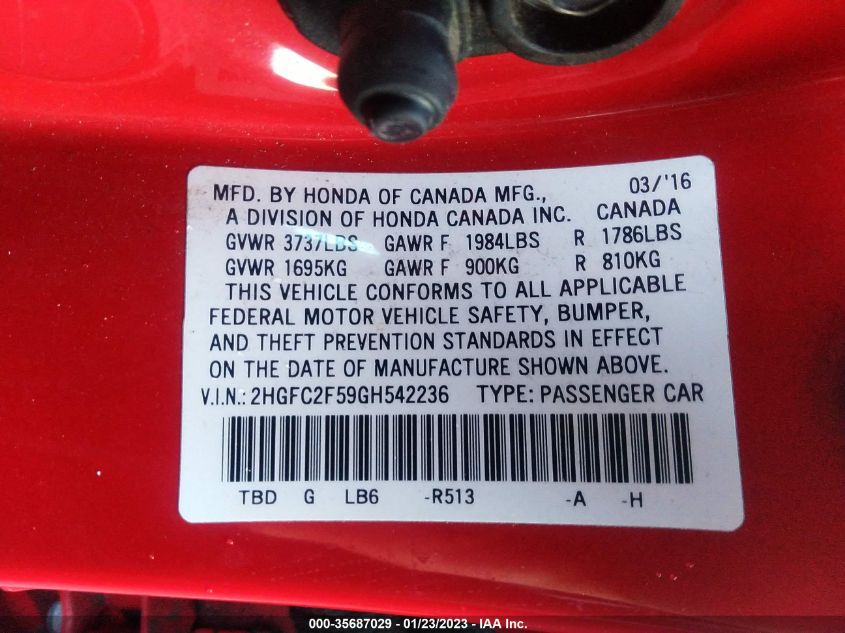 MFD. BY HONDA OF CANADA MFG., 03/'16
A DIVISION OF HONDA CANADA INC. CANADA
GVWR 3737LBS GAWR F 1984LBS R 1786LBS
GVWR 1695KG GAWR F 900KG R 810KG
THIS VEHICLE CONFORMS TO ALL APPLICABLE
FEDERAL MOTOR VEHICLE SAFETY, BUMPER,
AND THEFT PREVENTION STANDARDS IN EFFECT
ON THE DATE OF MANUFACTURE SHOWN ABOVE.
V.I.N.: 2HGFC2F59GH542236 TYPE: PASSENGER CAR
TBD G LB6 -R513 -A -H
000-35687029 - 01/23/2023 - IAA Inc.